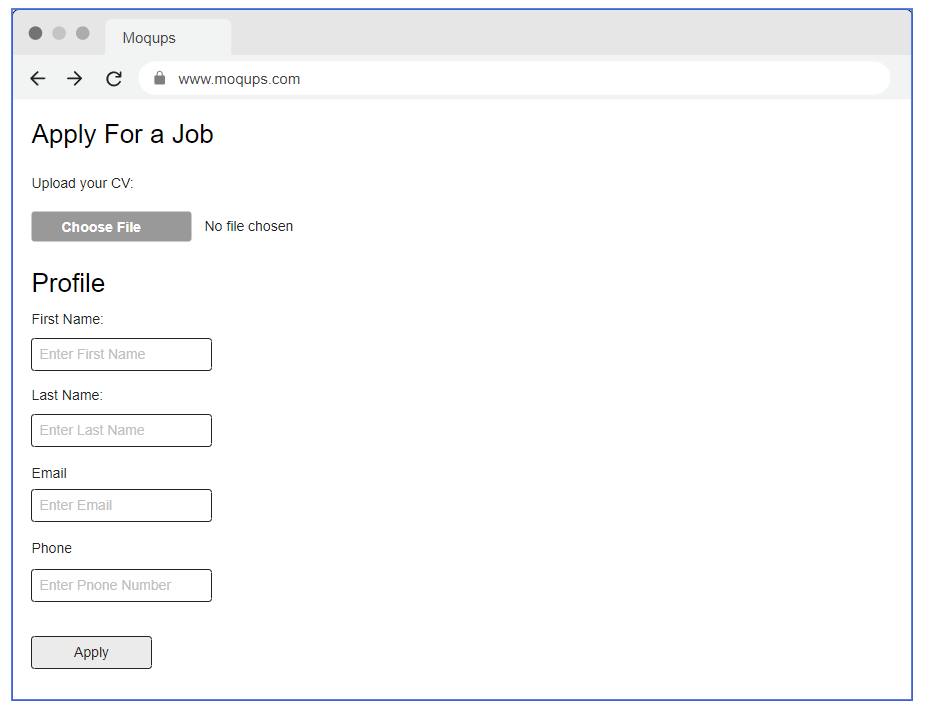 Moqups
www.moqups.com
Apply For a Job
Upload your CV:
Choose File No file chosen
Profile
First Name:
Enter First Name
Last Name:
Enter Last Name
Email
Enter Email
Phone
Enter Pnone Number
Apply